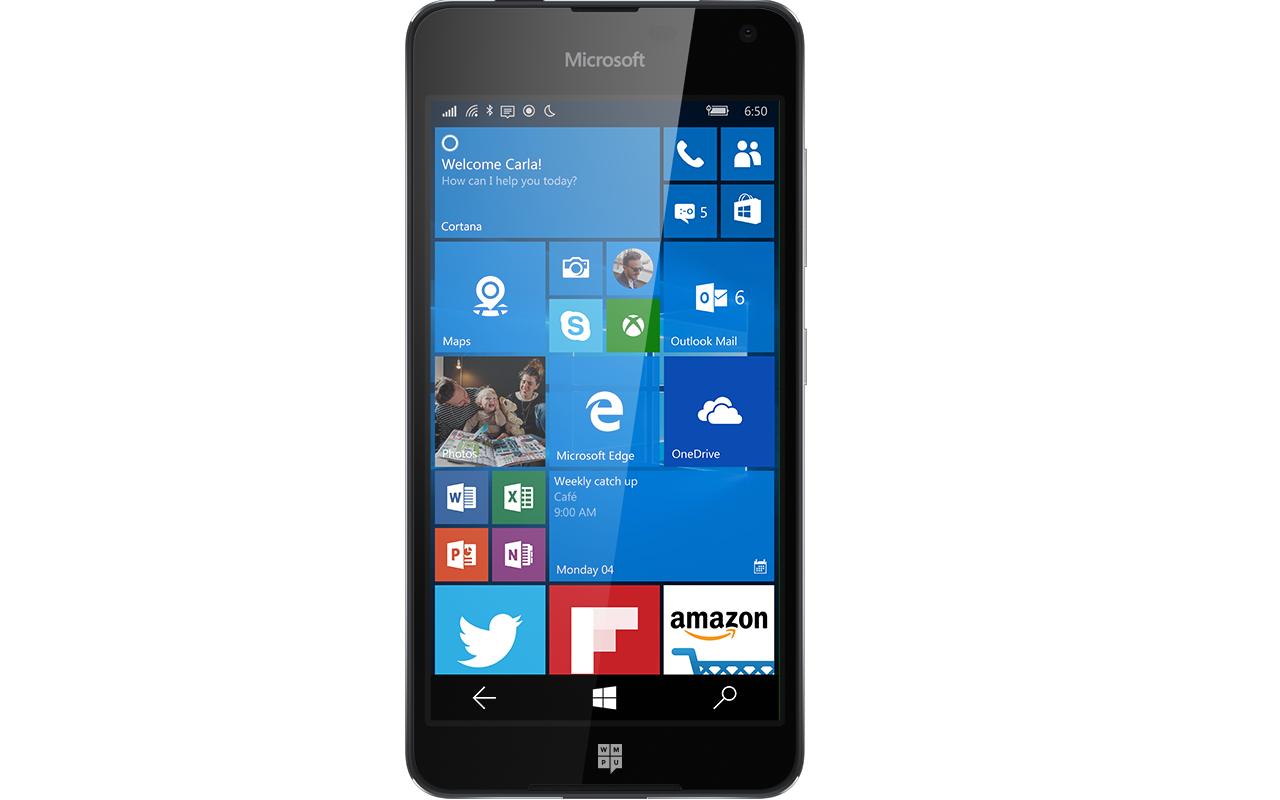 Microsoft
6:50
Welcome Carla!
How can I help you today?
Cortana
:-o 5
Maps
6
Outlook Mail
Photos
Microsoft Edge
OneDrive
Weekly catch up
Café
9:00 AM
Monday 04
amazon
W M
P U